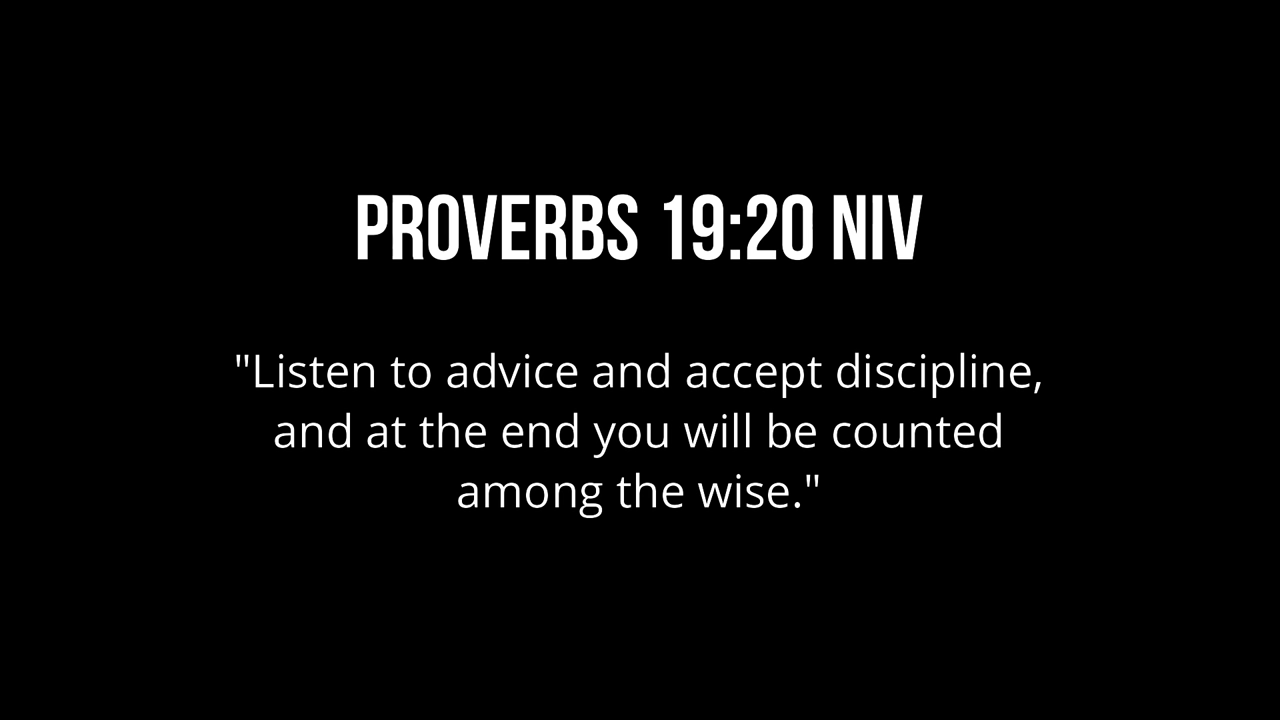 PROVERBS 19:20 NIV
"Listen to advice and accept discipline,
and at the end you will be counted
among the wise."